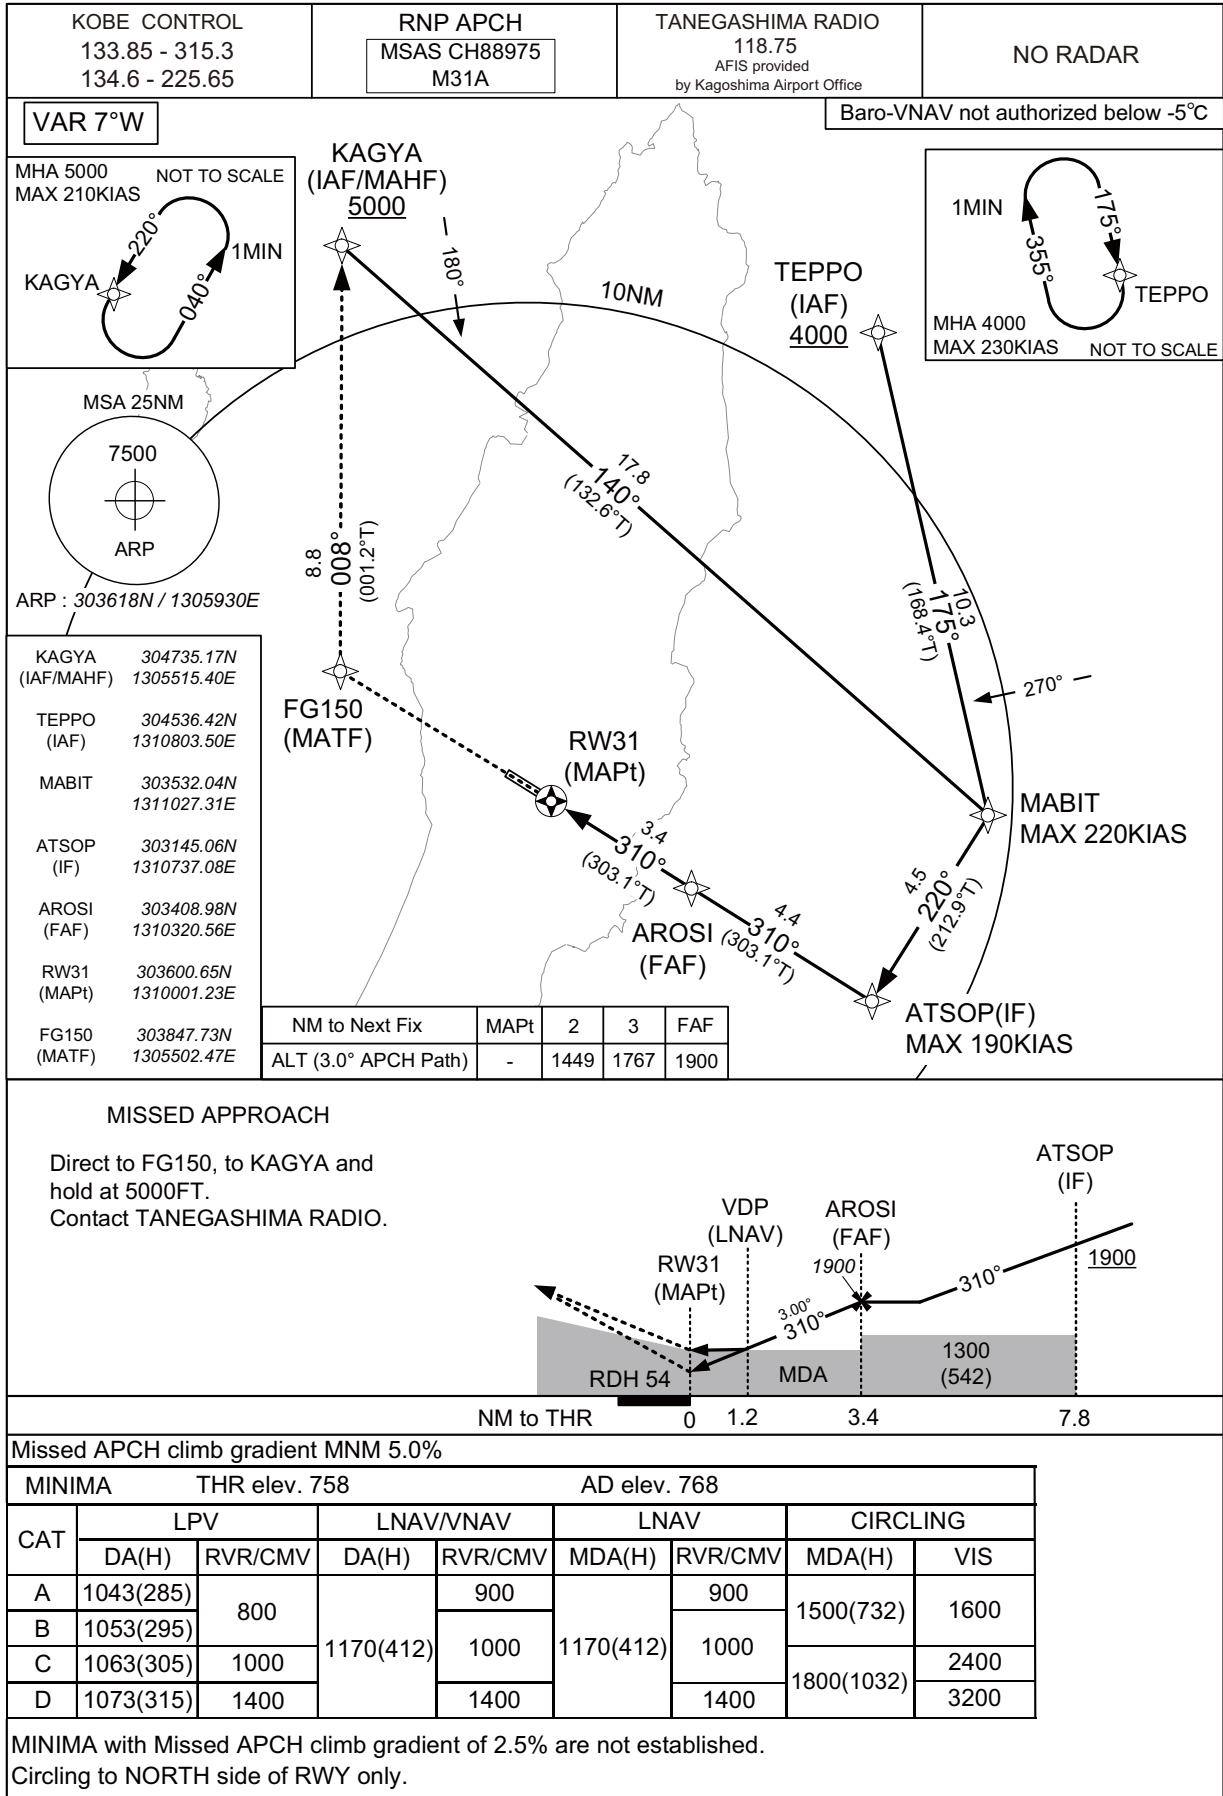 KOBE CONTROL
133.85 - 315.3
134.6 - 225.65
RNP APCH
MSAS CH88975
M31A
TANEGASHIMA RADIO
118.75
AFIS provided
by Kagoshima Airport Office
NO RADAR
VAR 7°W
Baro-VNAV not authorized below -5℃
MHA 5000
MAX 210KIAS
NOT TO SCALE
220°
1MIN
KAGYA
040°
KAGYA
(IAF/MAHF)
5000
180°
10NM
TEPPO
(IAF)
4000
1MIN
175°
355°
TEPPO
MHA 4000
MAX 230KIAS
NOT TO SCALE
MSA 25NM
7500
ARP
ARP : 303618N / 1305930E
17.8
140°
(132.6°T)
8.8
008°
(001.2°T)
10.3
175°
(168.4°T)
270°
KAGYA 304735.17N
(IAF/MAHF) 1305515.40E
TEPPO 304536.42N
(IAF) 1310803.50E
MABIT 303532.04N
1311027.31E
ATSOP 303145.06N
(IF) 1310737.08E
AROSI 303408.98N
(FAF) 1310320.56E
RW31 303600.65N
(MAPt) 1310001.23E
FG150 303847.73N
(MATF) 1305502.47E
FG150
(MATF)
RW31
(MAPt)
MABIT
MAX 220KIAS
3.4
310°
(303.1°T)
4.5
220°
(212.9°T)
AROSI
(FAF)
4.4
310°
(303.1°T)
ATSOP(IF)
MAX 190KIAS
NM to Next Fix MAPt 2 3 FAF
ALT (3.0° APCH Path) - 1449 1767 1900
MISSED APPROACH
Direct to FG150, to KAGYA and
hold at 5000FT.
Contact TANEGASHIMA RADIO.
ATSOP
(IF)
VDP
(LNAV)
AROSI
(FAF)
RW31
(MAPt)
1900
1900
310°
3.00°
310°
RDH 54
MDA
1300
(542)
NM to THR 0 1.2 3.4 7.8
Missed APCH climb gradient MNM 5.0%
MINIMA THR elev. 758 AD elev. 768
CAT LPV LNAV/VNAV LNAV CIRCLING
DA(H) RVR/CMV DA(H) RVR/CMV MDA(H) RVR/CMV MDA(H) VIS
A 1043(285) 800 1170(412) 900 1170(412) 900 1500(732) 1600
B 1053(295) 1000 1000
C 1063(305) 1000 1800(1032) 2400
D 1073(315) 1400 1400 1400 3200
MINIMA with Missed APCH climb gradient of 2.5% are not established.
Circling to NORTH side of RWY only.